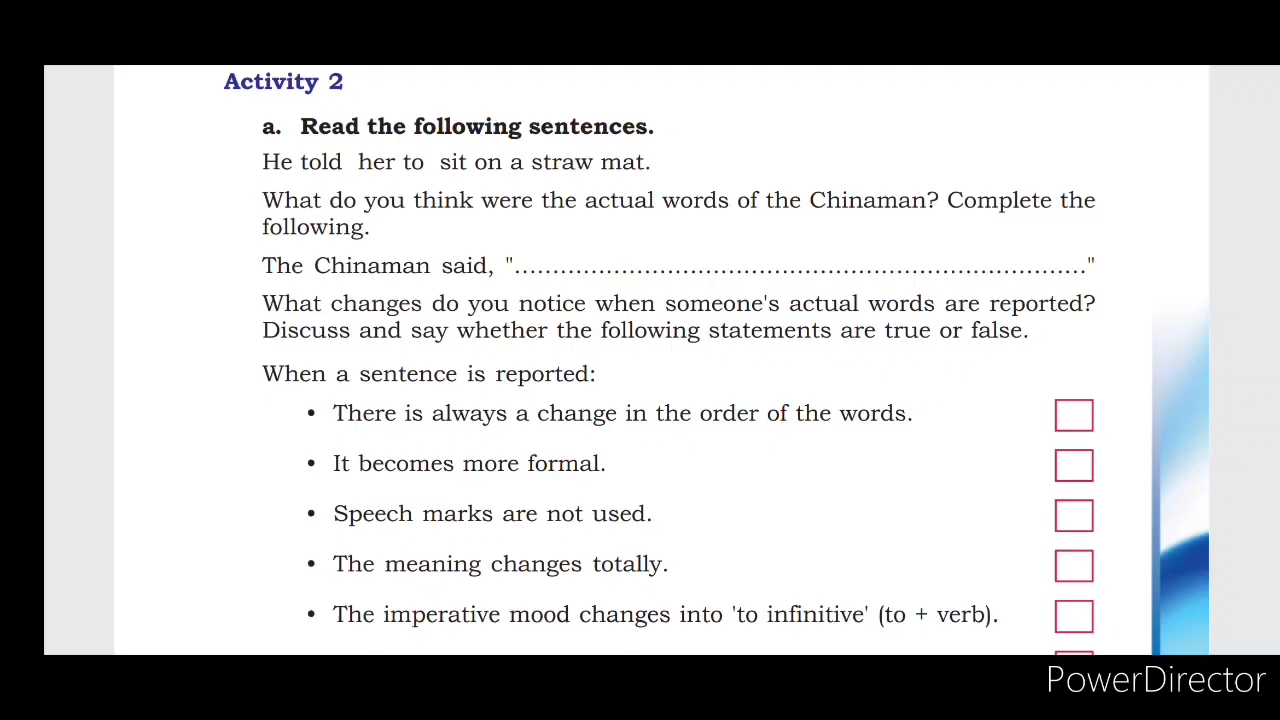 Activity 2
a. Read the following sentences.
He told her to sit on a straw mat.
What do you think were the actual words of the Chinaman? Complete the
following.
The Chinaman said, "..........................................................................."
What changes do you notice when someone's actual words are reported?
Discuss and say whether the following statements are true or false.
When a sentence is reported:
• There is always a change in the order of the words.
• It becomes more formal.
• Speech marks are not used.
• The meaning changes totally.
• The imperative mood changes into 'to infinitive' (to + verb).
PowerDirector